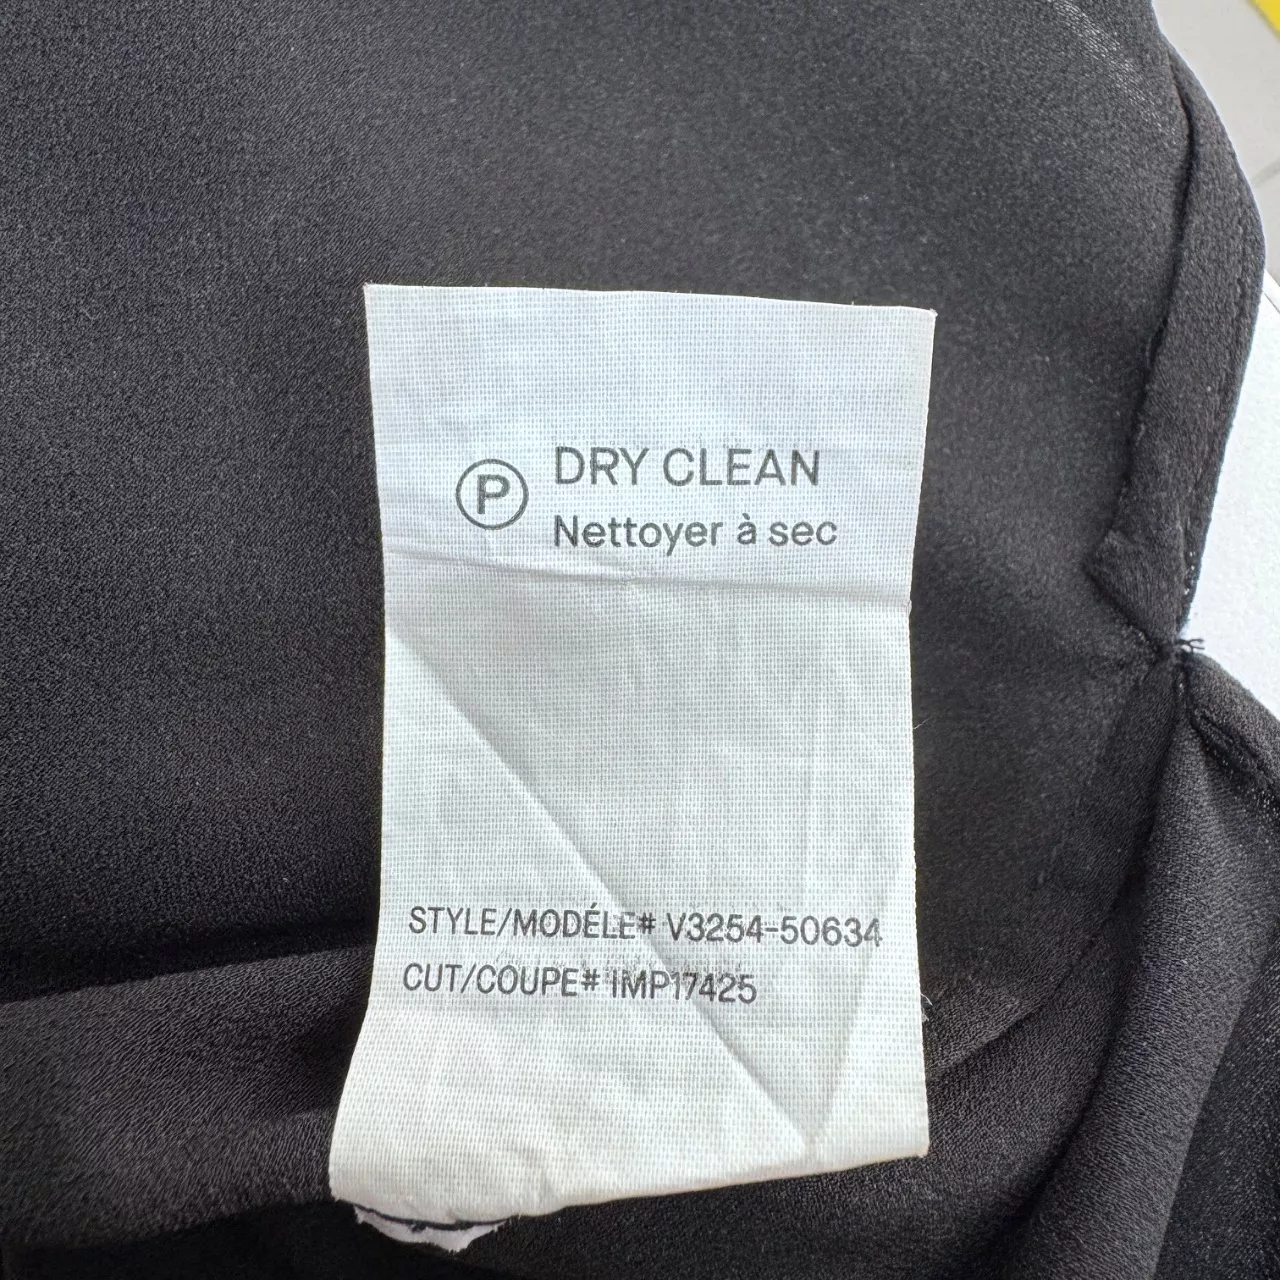 Ⓟ DRY CLEAN
Nettoyer à sec
STYLE/MODÉLE# V3254-50634
CUT/COUPE# IMP17425